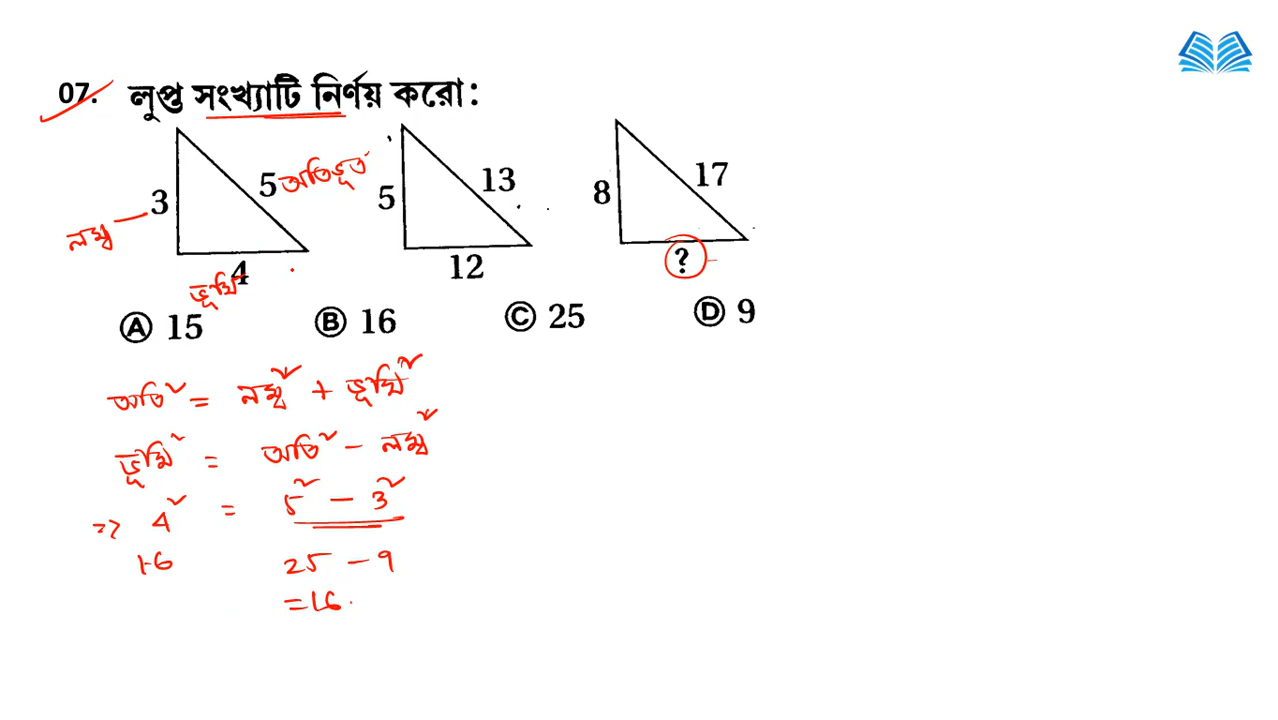 07. লুপ্ত সংখ্যাটি নির্ণয় করো:
3 5 অতিভূজ 5 13 8 17
লম্ব
4 12 ?
ভূমি
A 15 B 16 C 25 D 9
অতি² = লম্ব² + ভূমি²
ভূমি² = অতি² - লম্ব²
=> 4² = 5² - 3²
16 25 - 9
=16.